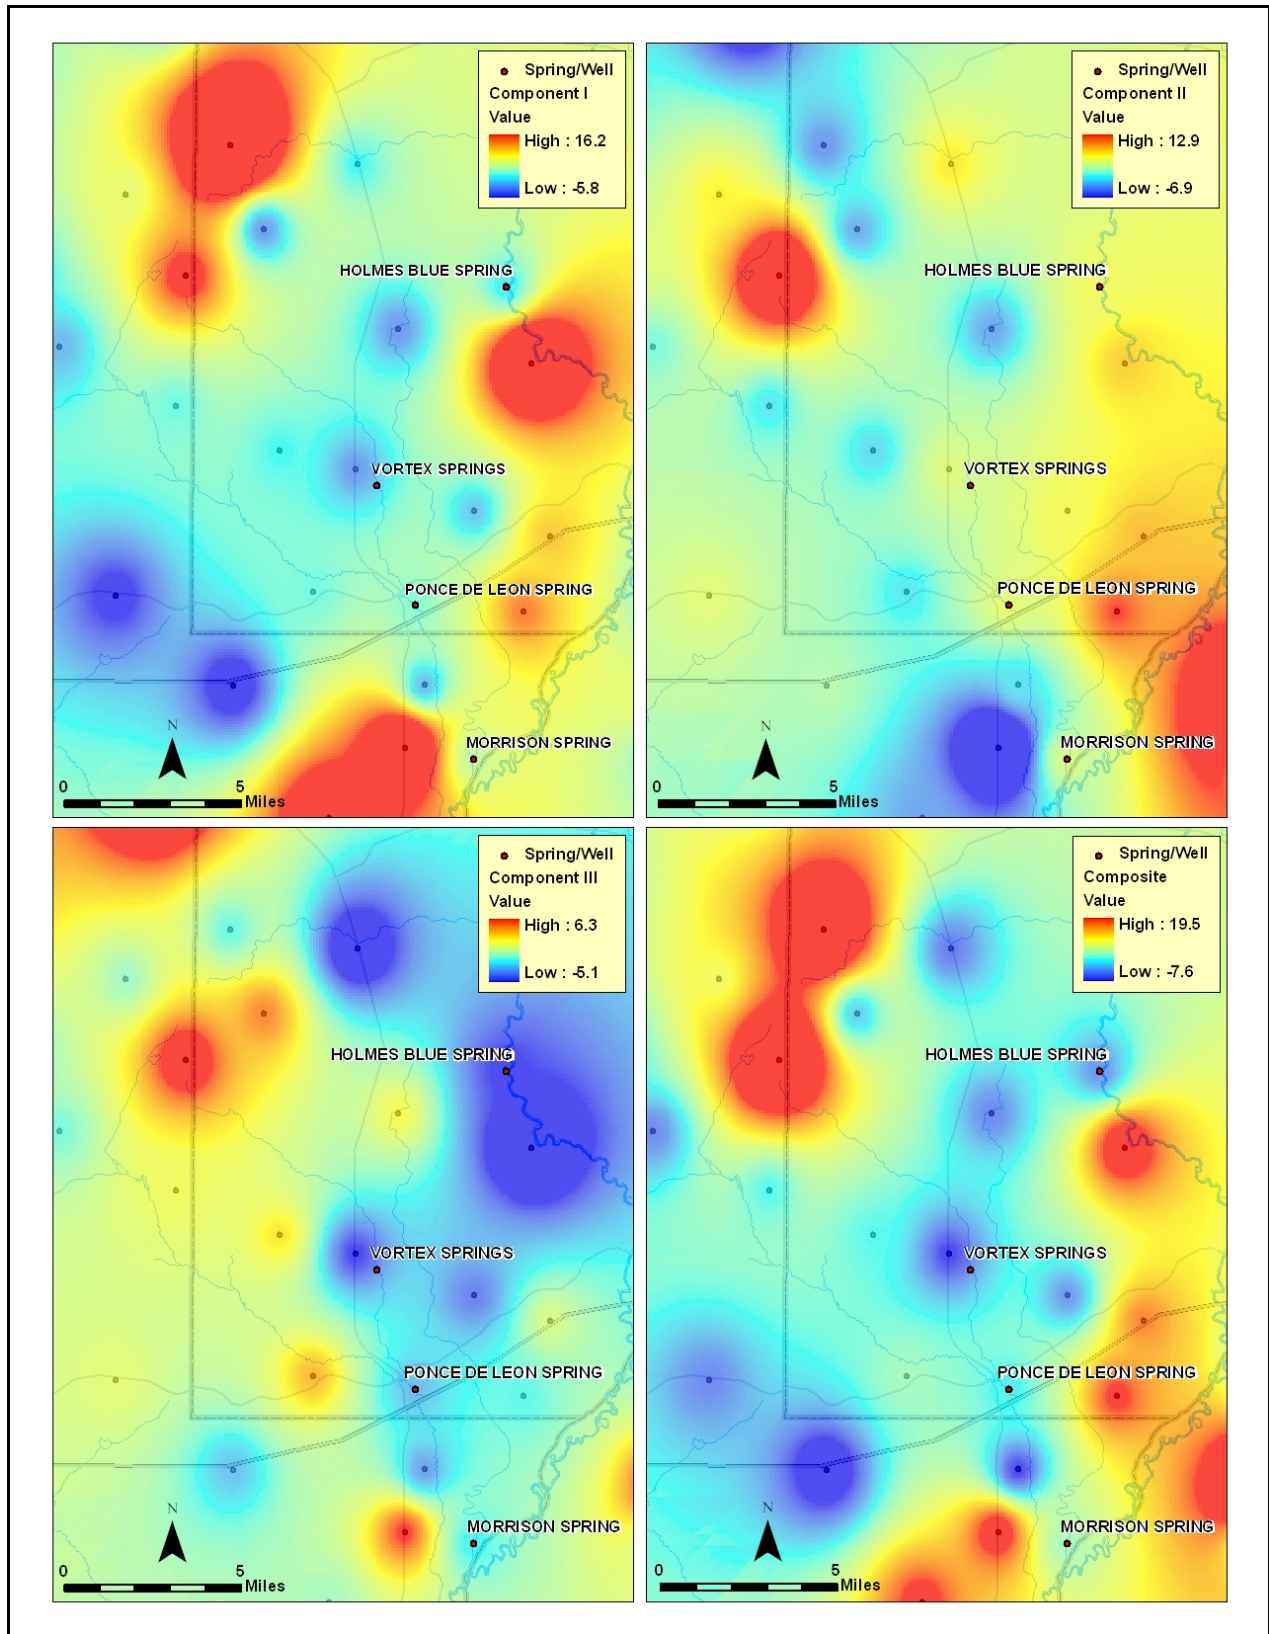 Spring/Well
Component I
Value
High : 16.2
Low : -5.8
HOLMES BLUE SPRING
VORTEX SPRINGS
PONCE DE LEON SPRING
MORRISON SPRING
N
0 5
Miles
Spring/Well
Component II
Value
High : 12.9
Low : -6.9
HOLMES BLUE SPRING
VORTEX SPRINGS
PONCE DE LEON SPRING
MORRISON SPRING
N
0 5
Miles
Spring/Well
Component III
Value
High : 6.3
Low : -5.1
HOLMES BLUE SPRING
VORTEX SPRINGS
PONCE DE LEON SPRING
MORRISON SPRING
N
0 5
Miles
Spring/Well
Composite
Value
High : 19.5
Low : -7.6
HOLMES BLUE SPRING
VORTEX SPRINGS
PONCE DE LEON SPRING
MORRISON SPRING
N
0 5
Miles